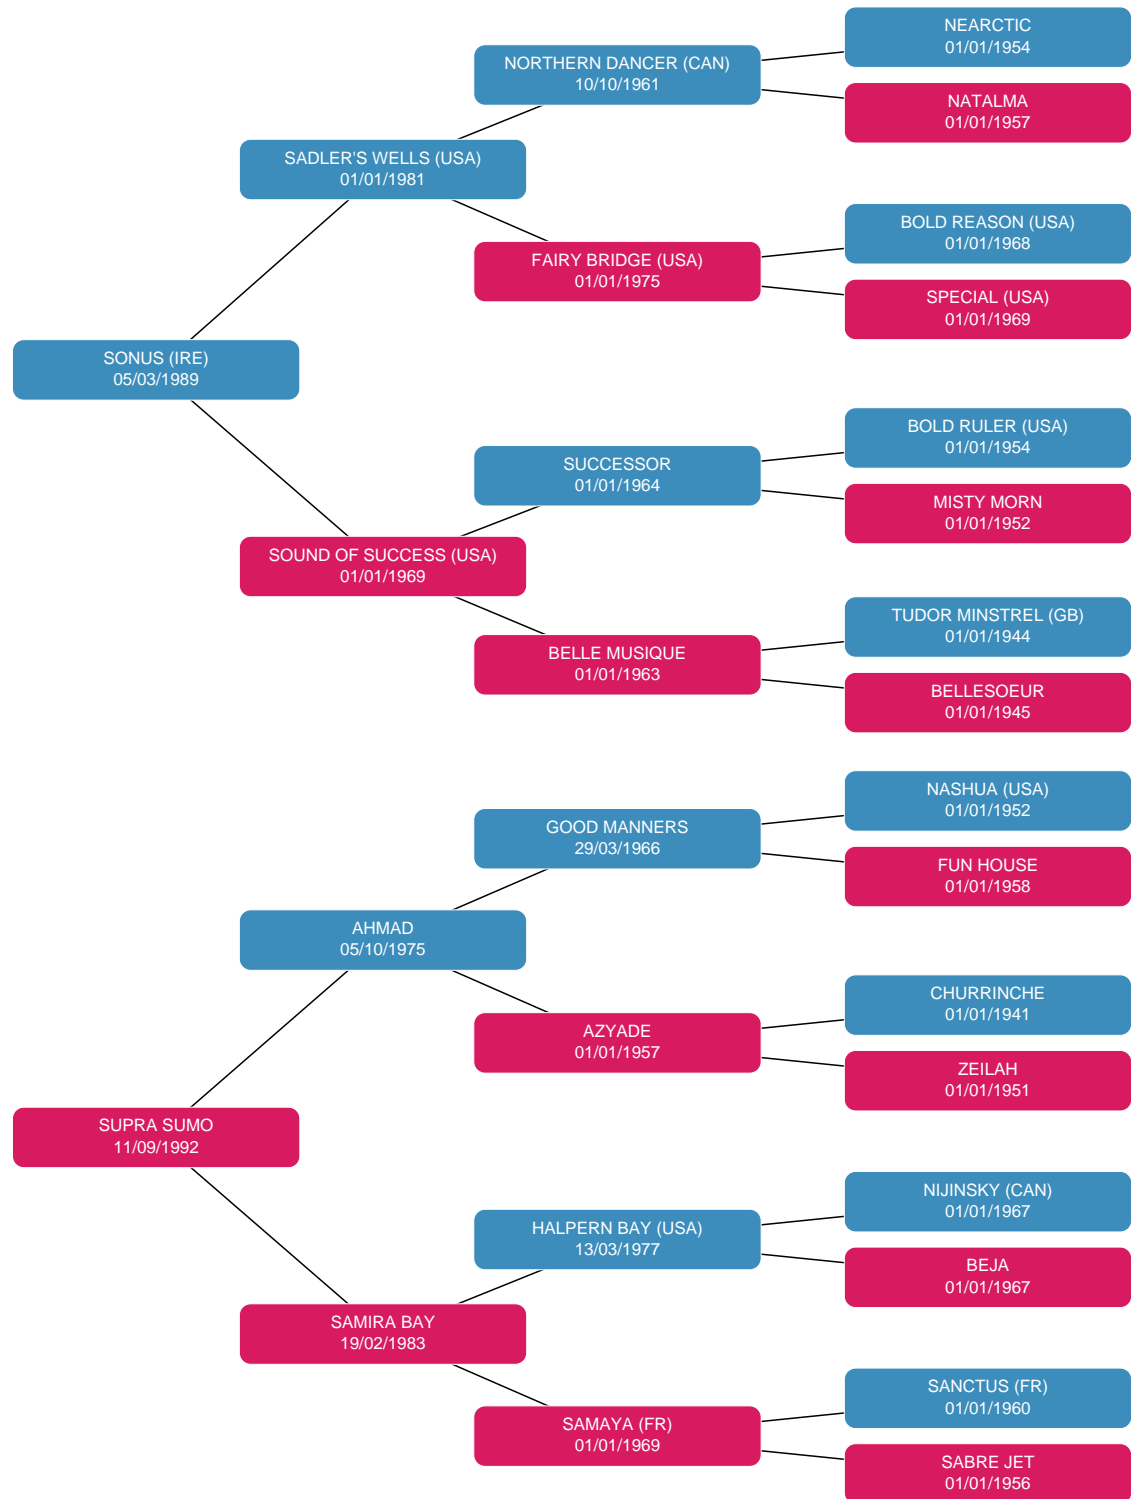 NEARCTIC
01/01/1954
NORTHERN DANCER (CAN)
10/10/1961
NATALMA
01/01/1957
SADLER'S WELLS (USA)
01/01/1981
BOLD REASON (USA)
01/01/1968
FAIRY BRIDGE (USA)
01/01/1975
SPECIAL (USA)
01/01/1969
SONUS (IRE)
05/03/1989
BOLD RULER (USA)
01/01/1954
SUCCESSOR
01/01/1964
MISTY MORN
01/01/1952
SOUND OF SUCCESS (USA)
01/01/1969
TUDOR MINSTREL (GB)
01/01/1944
BELLE MUSIQUE
01/01/1963
BELLESOEUR
01/01/1945
NASHUA (USA)
01/01/1952
GOOD MANNERS
29/03/1966
FUN HOUSE
01/01/1958
AHMAD
05/10/1975
CHURRINCHE
01/01/1941
AZYADE
01/01/1957
ZEILAH
01/01/1951
SUPRA SUMO
11/09/1992
NIJINSKY (CAN)
01/01/1967
HALPERN BAY (USA)
13/03/1977
BEJA
01/01/1967
SAMIRA BAY
19/02/1983
SANCTUS (FR)
01/01/1960
SAMAYA (FR)
01/01/1969
SABRE JET
01/01/1956